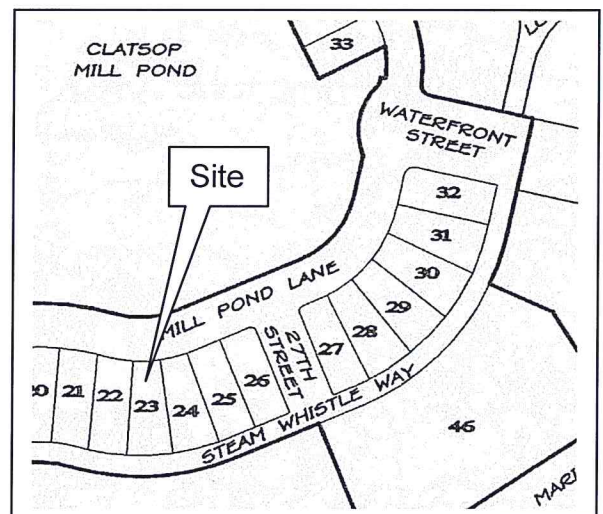 33
CLATSOP
MILL POND
WATERFRONT
STREET
Site
32
31
MILL POND LANE
30
29
28
27TH
STREET
27
26
25
24
23
22
21
20
STEAM WHISTLE WAY
46